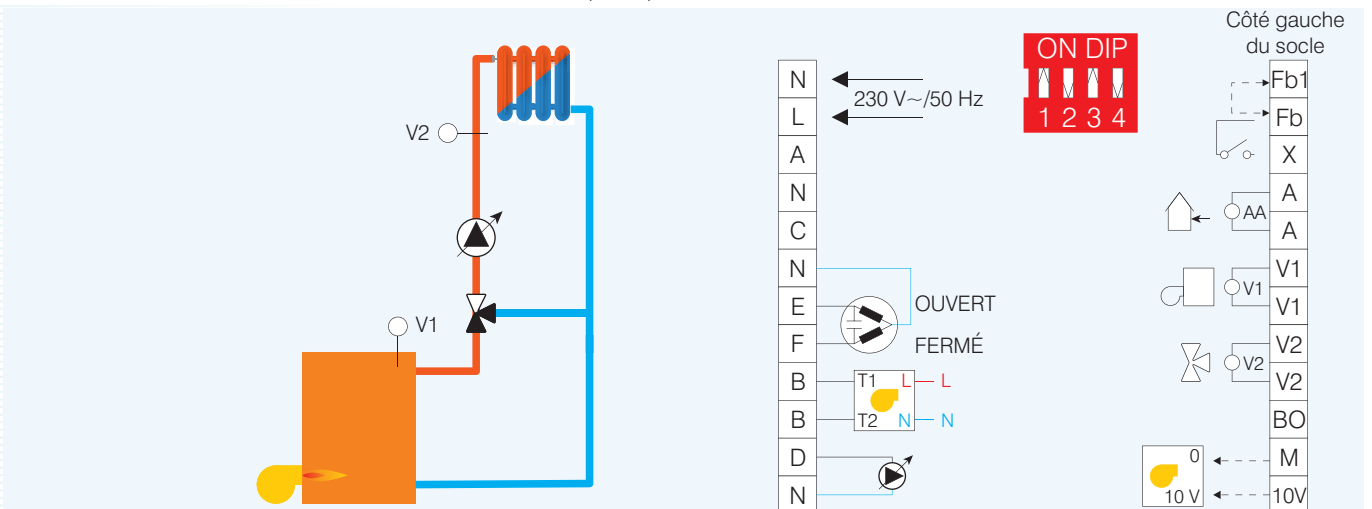 V2
V1
N
L
A
N
C
N
E
F
B
B
D
N
230 V~/50 Hz
OUVERT
FERMÉ
T1 L L
T2 N N
ON DIP
1 2 3 4
Côté gauche
du socle
Fb1
Fb
X
A
AA
A
V1
V1
V1
V2
V2
V2
BO
0
M
10 V
10V